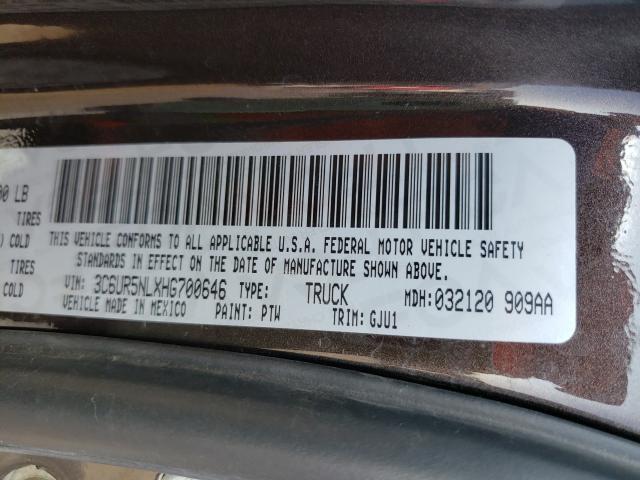 00 LB
TIRES
) COLD
THIS VEHICLE CONFORMS TO ALL APPLICABLE U.S.A. FEDERAL MOTOR VEHICLE SAFETY
TIRES
STANDARDS IN EFFECT ON THE DATE OF MANUFACTURE SHOWN ABOVE.
COLD
VIN: 3C6UR5NLXHG700646 TYPE: TRUCK MDH: 032120 909AA
VEHICLE MADE IN MEXICO PAINT: PTW TRIM: GJU1